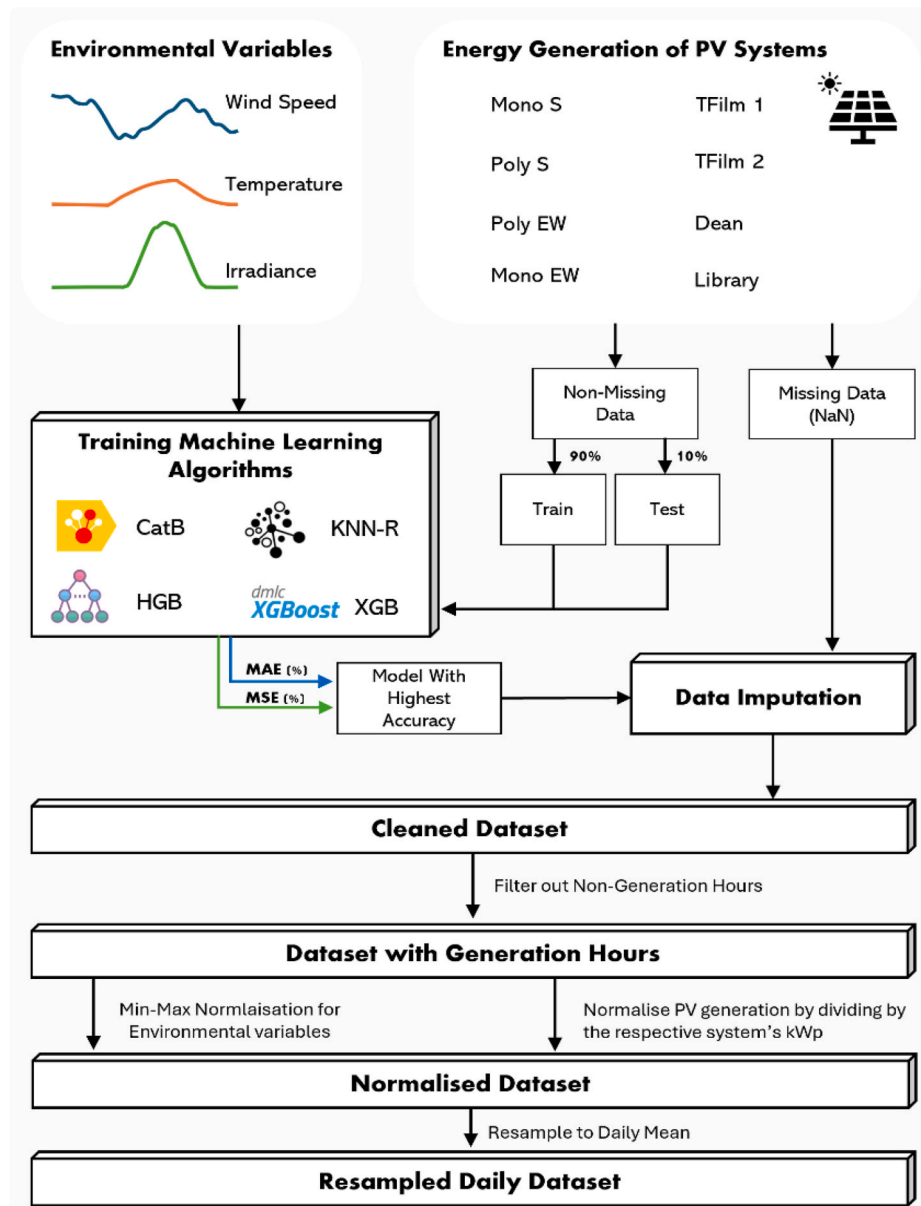 Environmental Variables
Wind Speed
Temperature
Irradiance
Energy Generation of PV Systems
Mono S
TFilm 1
Poly S
TFilm 2
Poly EW
Dean
Mono EW
Library
Non-Missing
Data
Missing Data
(NaN)
90%
10%
Train
Test
Training Machine Learning
Algorithms
CatB
KNN-R
HGB
dmlc
XGBoost
XGB
MAE (%)
MSE (%)
Model With
Highest
Accuracy
Data Imputation
Cleaned Dataset
Filter out Non-Generation Hours
Dataset with Generation Hours
Min-Max Normlaisation for
Environmental variables
Normalise PV generation by dividing by
the respective system's kWp
Normalised Dataset
Resample to Daily Mean
Resampled Daily Dataset